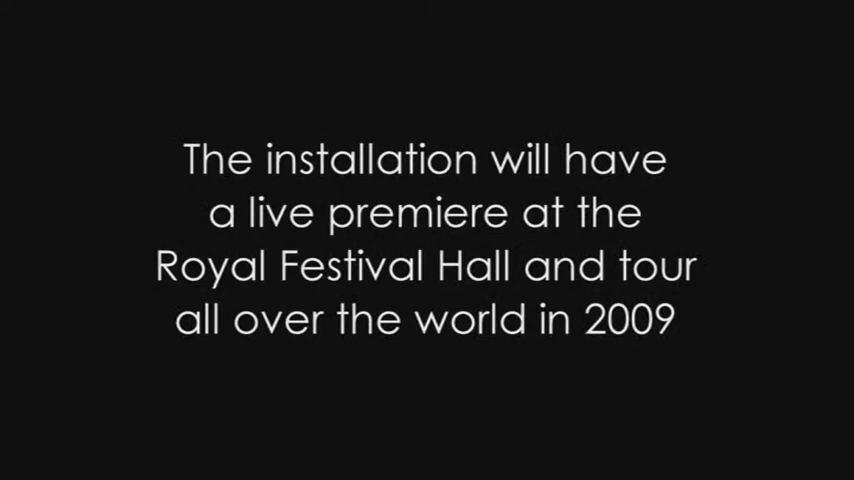 The installation will have
a live premiere at the
Royal Festival Hall and tour
all over the world in 2009